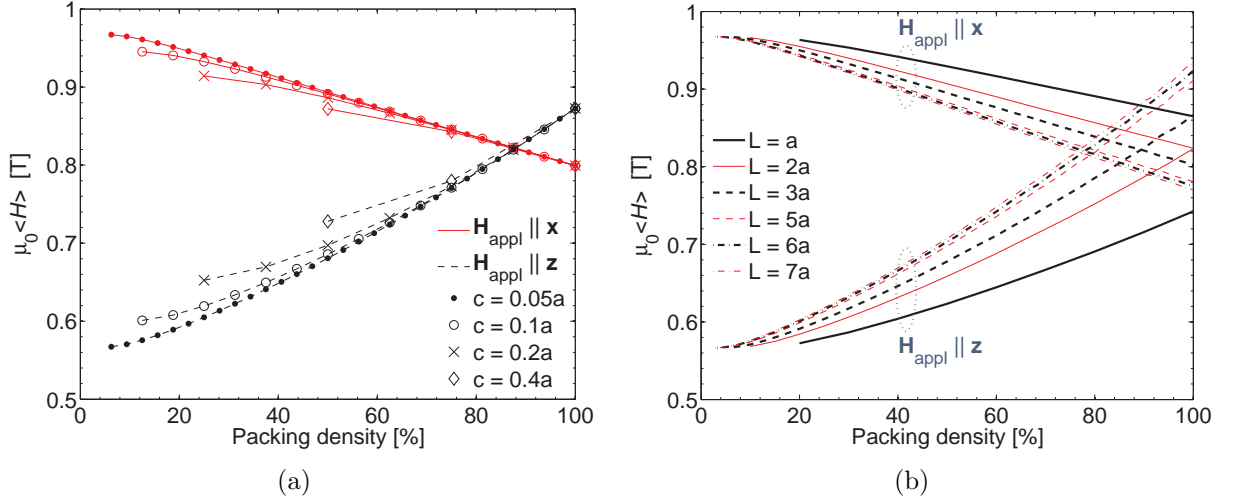 1
0.9
0.8
0.7
0.6
0.5
μ₀<H> [T]
H_appl || x
H_appl || z
c = 0.05a
c = 0.1a
c = 0.2a
c = 0.4a
0 20 40 60 80 100
Packing density [%]
(a)
1
0.9
0.8
0.7
0.6
0.5
μ₀<H> [T]
H_appl || x
L = a
L = 2a
L = 3a
L = 5a
L = 6a
L = 7a
H_appl || z
0 20 40 60 80 100
Packing density [%]
(b)